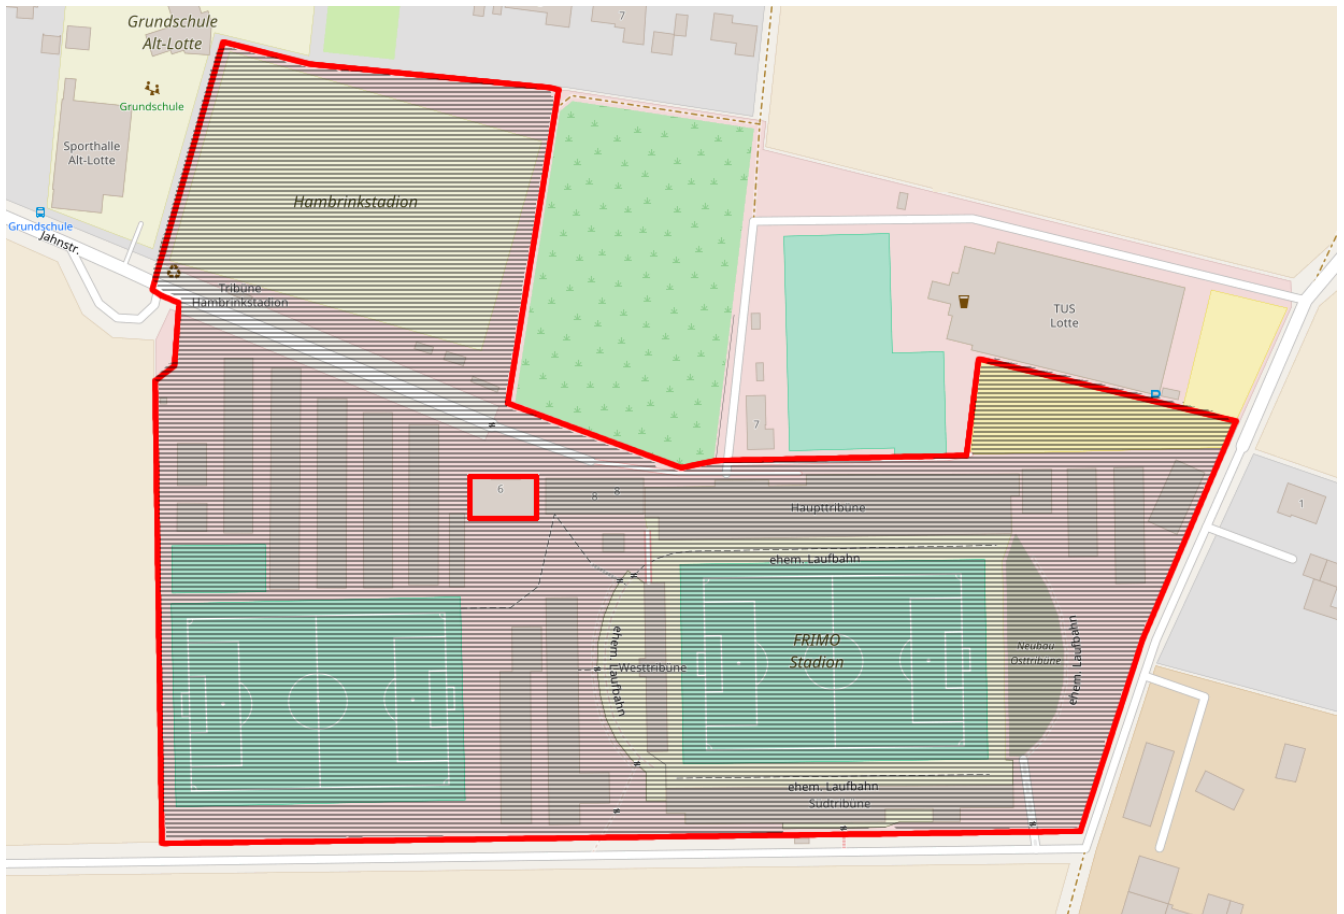 Grundschule
Alt-Lotte
7
Grundschule
Sporthalle
Alt-Lotte
Grundschule
Jahnstr.
Hambrinkstadion
Tribüne
Hambrinkstadion
TUS
Lotte
7
6
8
8
Haupttribüne
1
ehem. Laufbahn
FRIMO
Stadion
Neubau
Osttribüne
ehem. Laufbahn
ehem. Laufbahn
Westtribüne
ehem. Laufbahn
Südtribüne